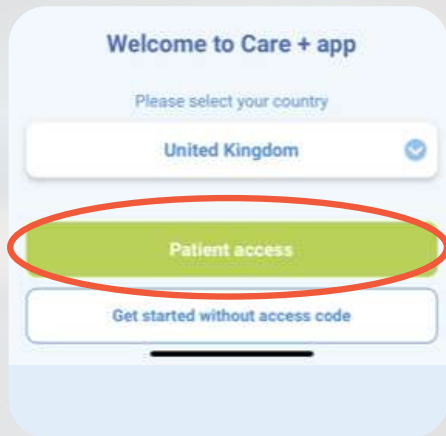 Welcome to Care + app
Please select your country
United Kingdom
Patient access
Get started without access code